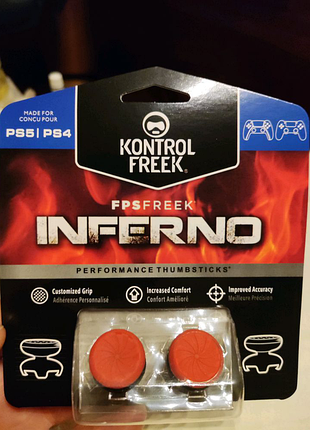 MADE FOR
CONCU POUR
PS5 | PS4
KONTROL
FREEK®
FPSFREEK
INFERNO
PERFORMANCE THUMBSTICKS
Customized Grip
Adhérence Personnalisé
Increased Comfort
Confort Amélioré
Improved Accuracy
Meilleure Précision